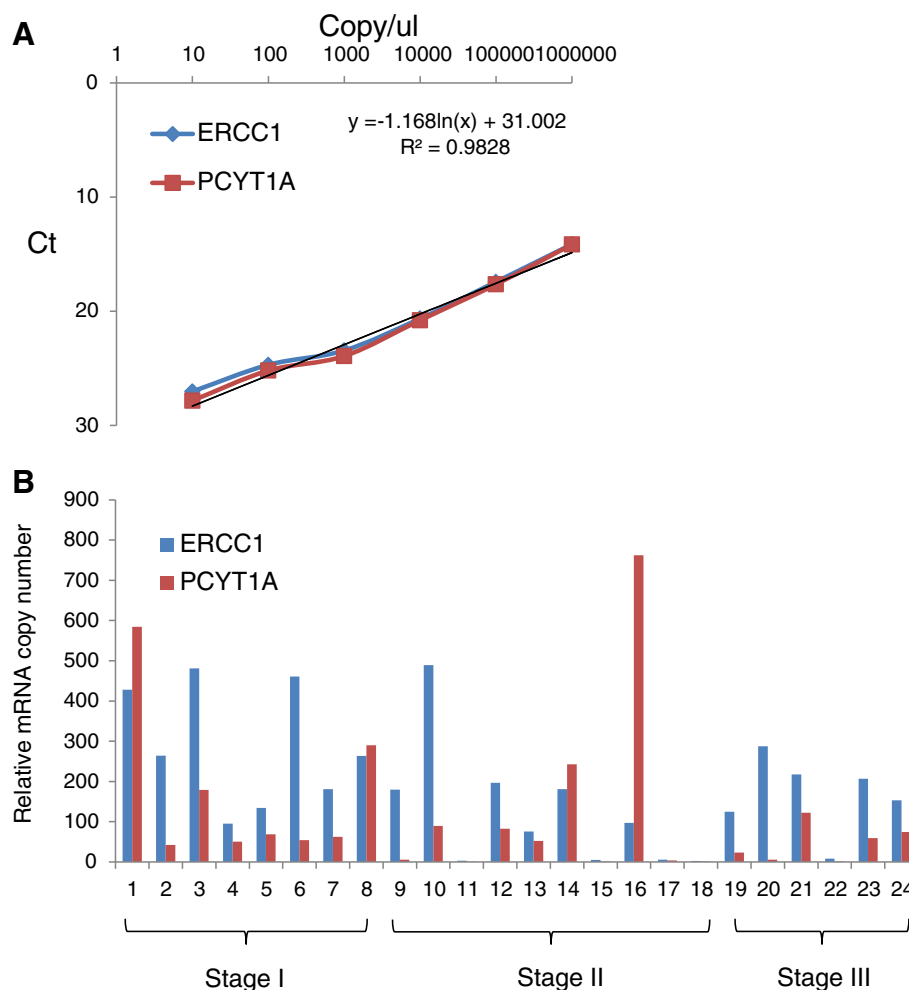 A
Copy/ul
1 10 100 1000 10000 100000 1000000
0
10
20
30
Ct
ERCC1
PCYT1A
y =-1.168ln(x) + 31.002
R² = 0.9828
B
Relative mRNA copy number
900
800
700
600
500
400
300
200
100
0
ERCC1
PCYT1A
1 2 3 4 5 6 7 8 9 10 11 12 13 14 15 16 17 18 19 20 21 22 23 24
Stage I Stage II Stage III